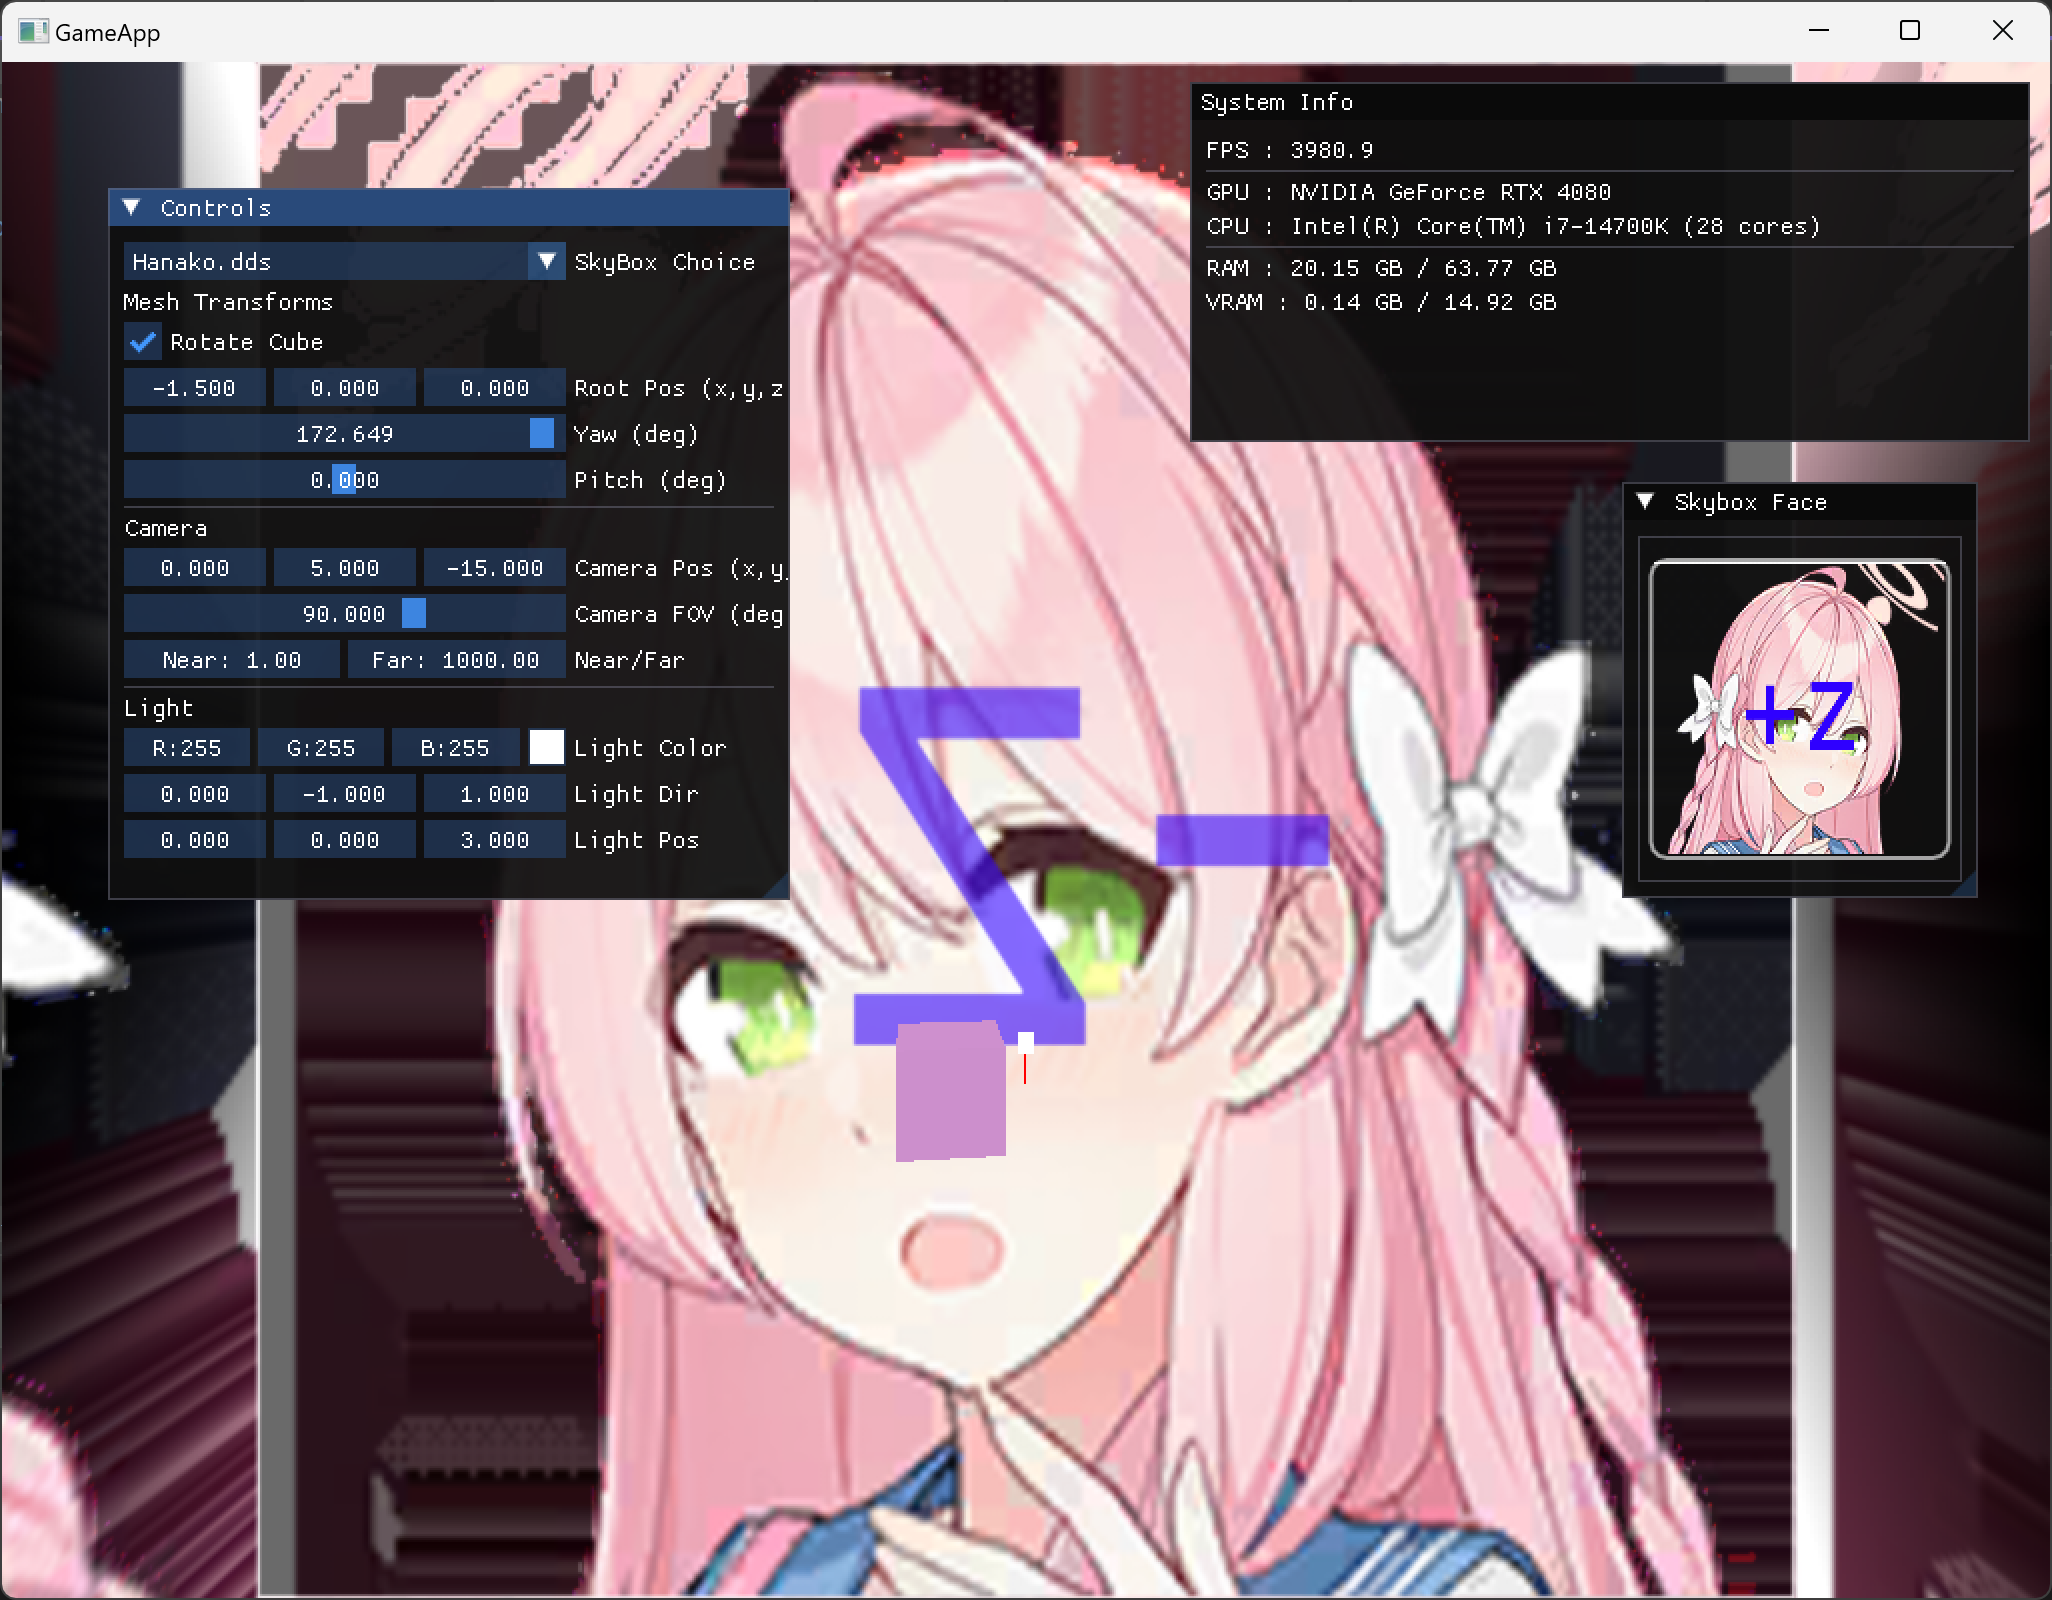 GameApp
System Info
FPS : 3980.9
GPU : NVIDIA GeForce RTX 4080
CPU : Intel(R) Core(TM) i7-14700K (28 cores)
RAM : 20.15 GB / 63.77 GB
VRAM : 0.14 GB / 14.92 GB
Controls
Hanako.dds SkyBox Choice
Mesh Transforms
Rotate Cube
-1.500 0.000 0.000 Root Pos (x,y,z
172.649 Yaw (deg)
0.000 Pitch (deg)
Camera
0.000 5.000 -15.000 Camera Pos (x,y
90.000 Camera FOV (deg
Near: 1.00 Far: 1000.00 Near/Far
Light
R:255 G:255 B:255 Light Color
0.000 -1.000 1.000 Light Dir
0.000 0.000 3.000 Light Pos
Skybox Face
+Z